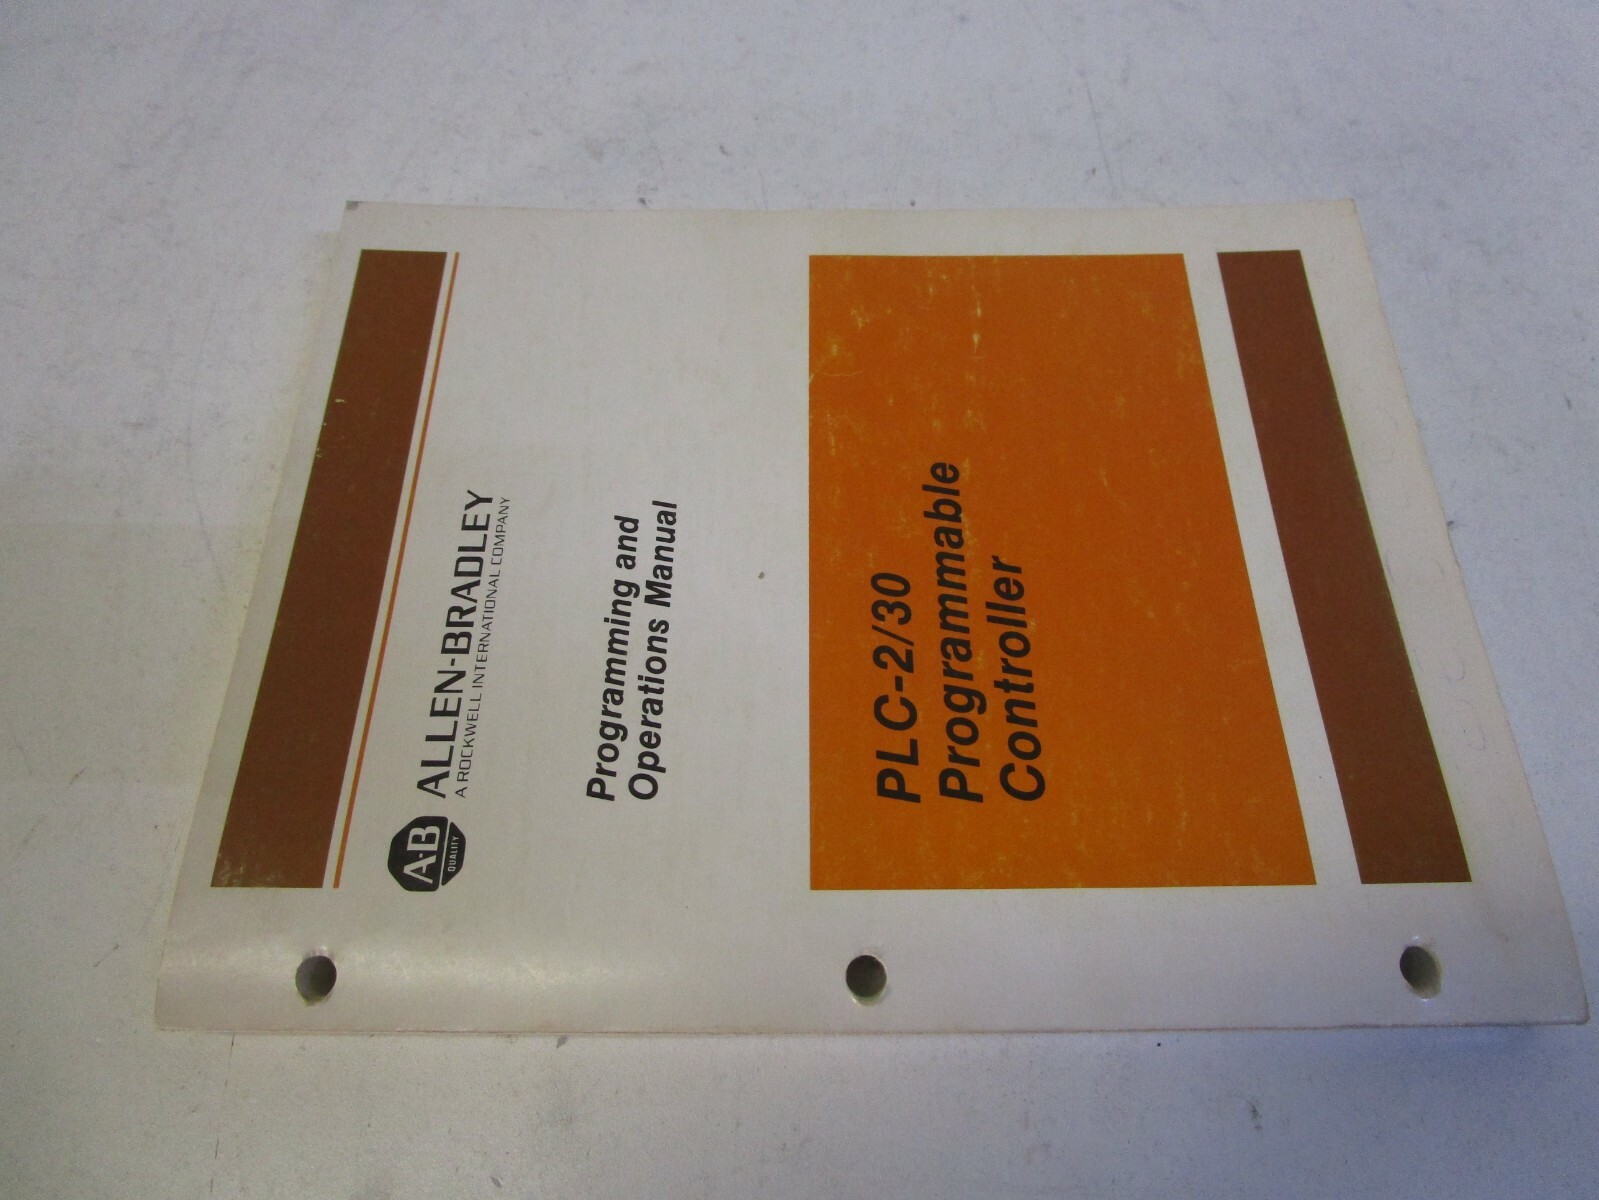 A-B
QUALITY
ALLEN-BRADLEY
A ROCKWELL INTERNATIONAL COMPANY
Programming and
Operations Manual
PLC-2/30
Programmable
Controller